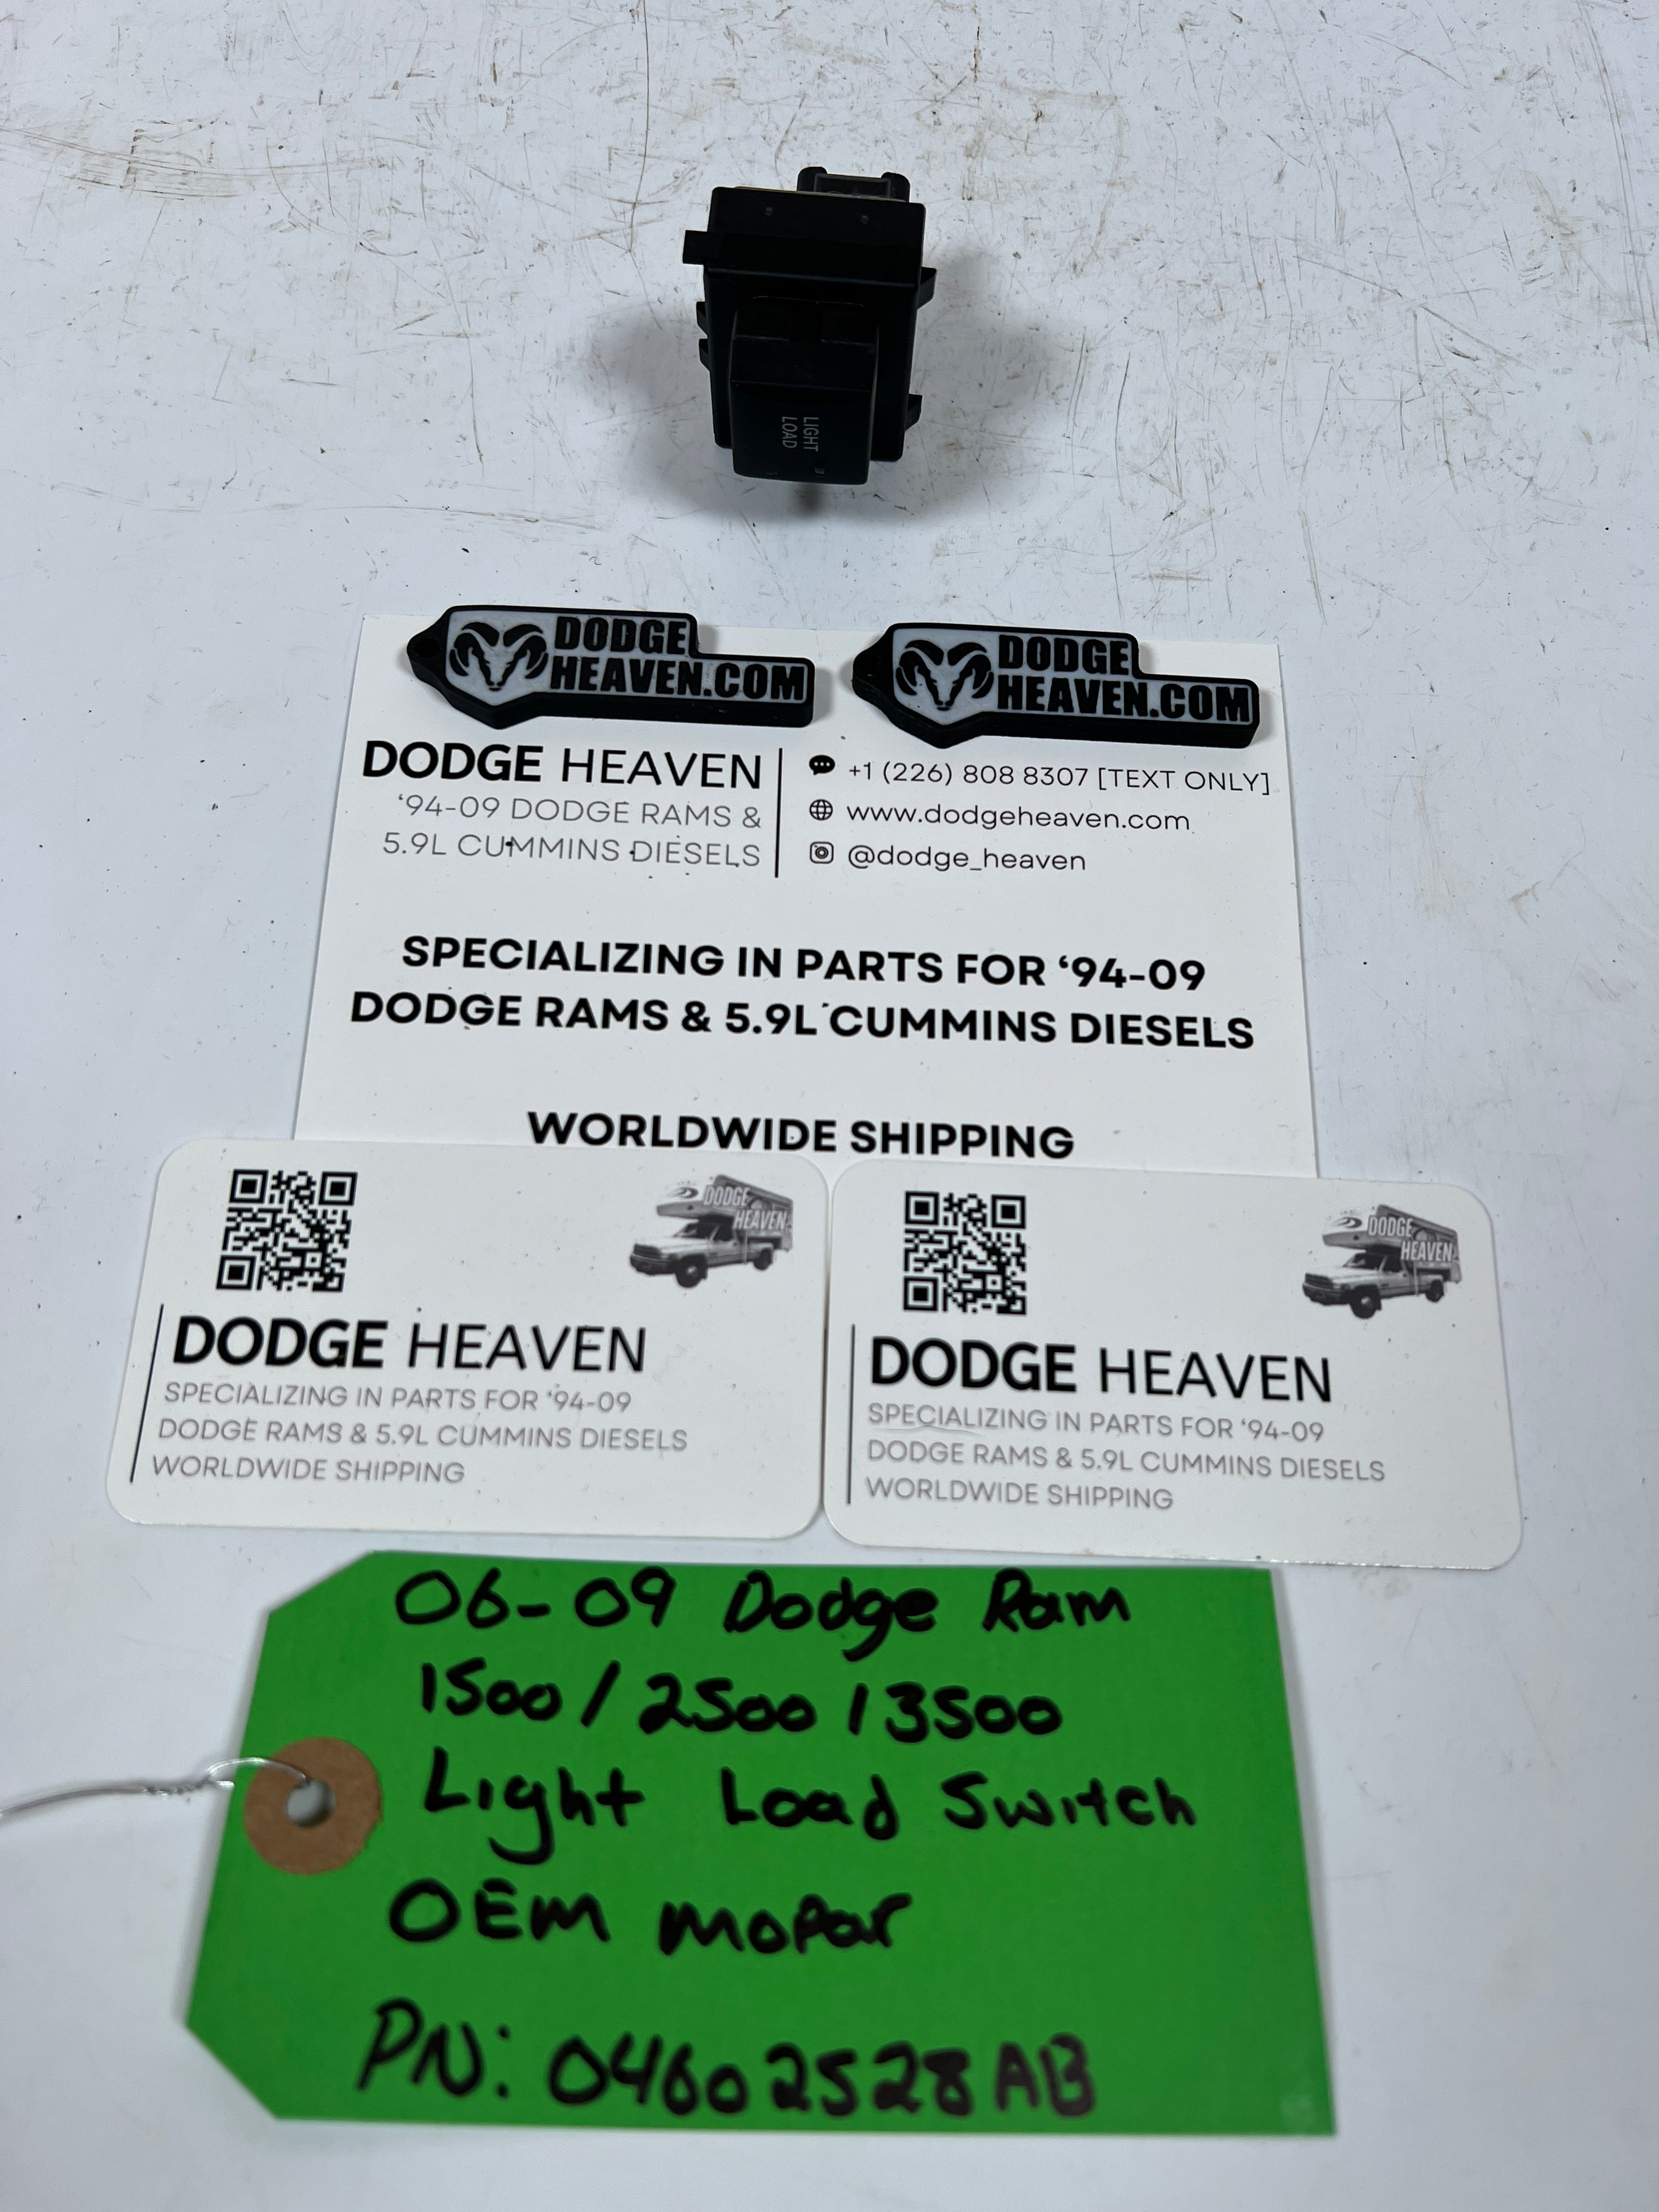 LIGHT
LOAD
DODGE
HEAVEN.COM
DODGE
HEAVEN.COM
DODGE HEAVEN
‘94-09 DODGE RAMS &
5.9L CUMMINS DIESELS
+1 (226) 808 8307 [TEXT ONLY]
www.dodgeheaven.com
@dodge_heaven
SPECIALIZING IN PARTS FOR ‘94-09
DODGE RAMS & 5.9L CUMMINS DIESELS
WORLDWIDE SHIPPING
DODGE
HEAVEN
DODGE HEAVEN
SPECIALIZING IN PARTS FOR ‘94-09
DODGE RAMS & 5.9L CUMMINS DIESELS
WORLDWIDE SHIPPING
DODGE
HEAVEN
DODGE HEAVEN
SPECIALIZING IN PARTS FOR ‘94-09
DODGE RAMS & 5.9L CUMMINS DIESELS
WORLDWIDE SHIPPING
06-09 Dodge Ram
1500/2500/3500
Light Load Switch
OEM Mopar
PN: 04602528AB